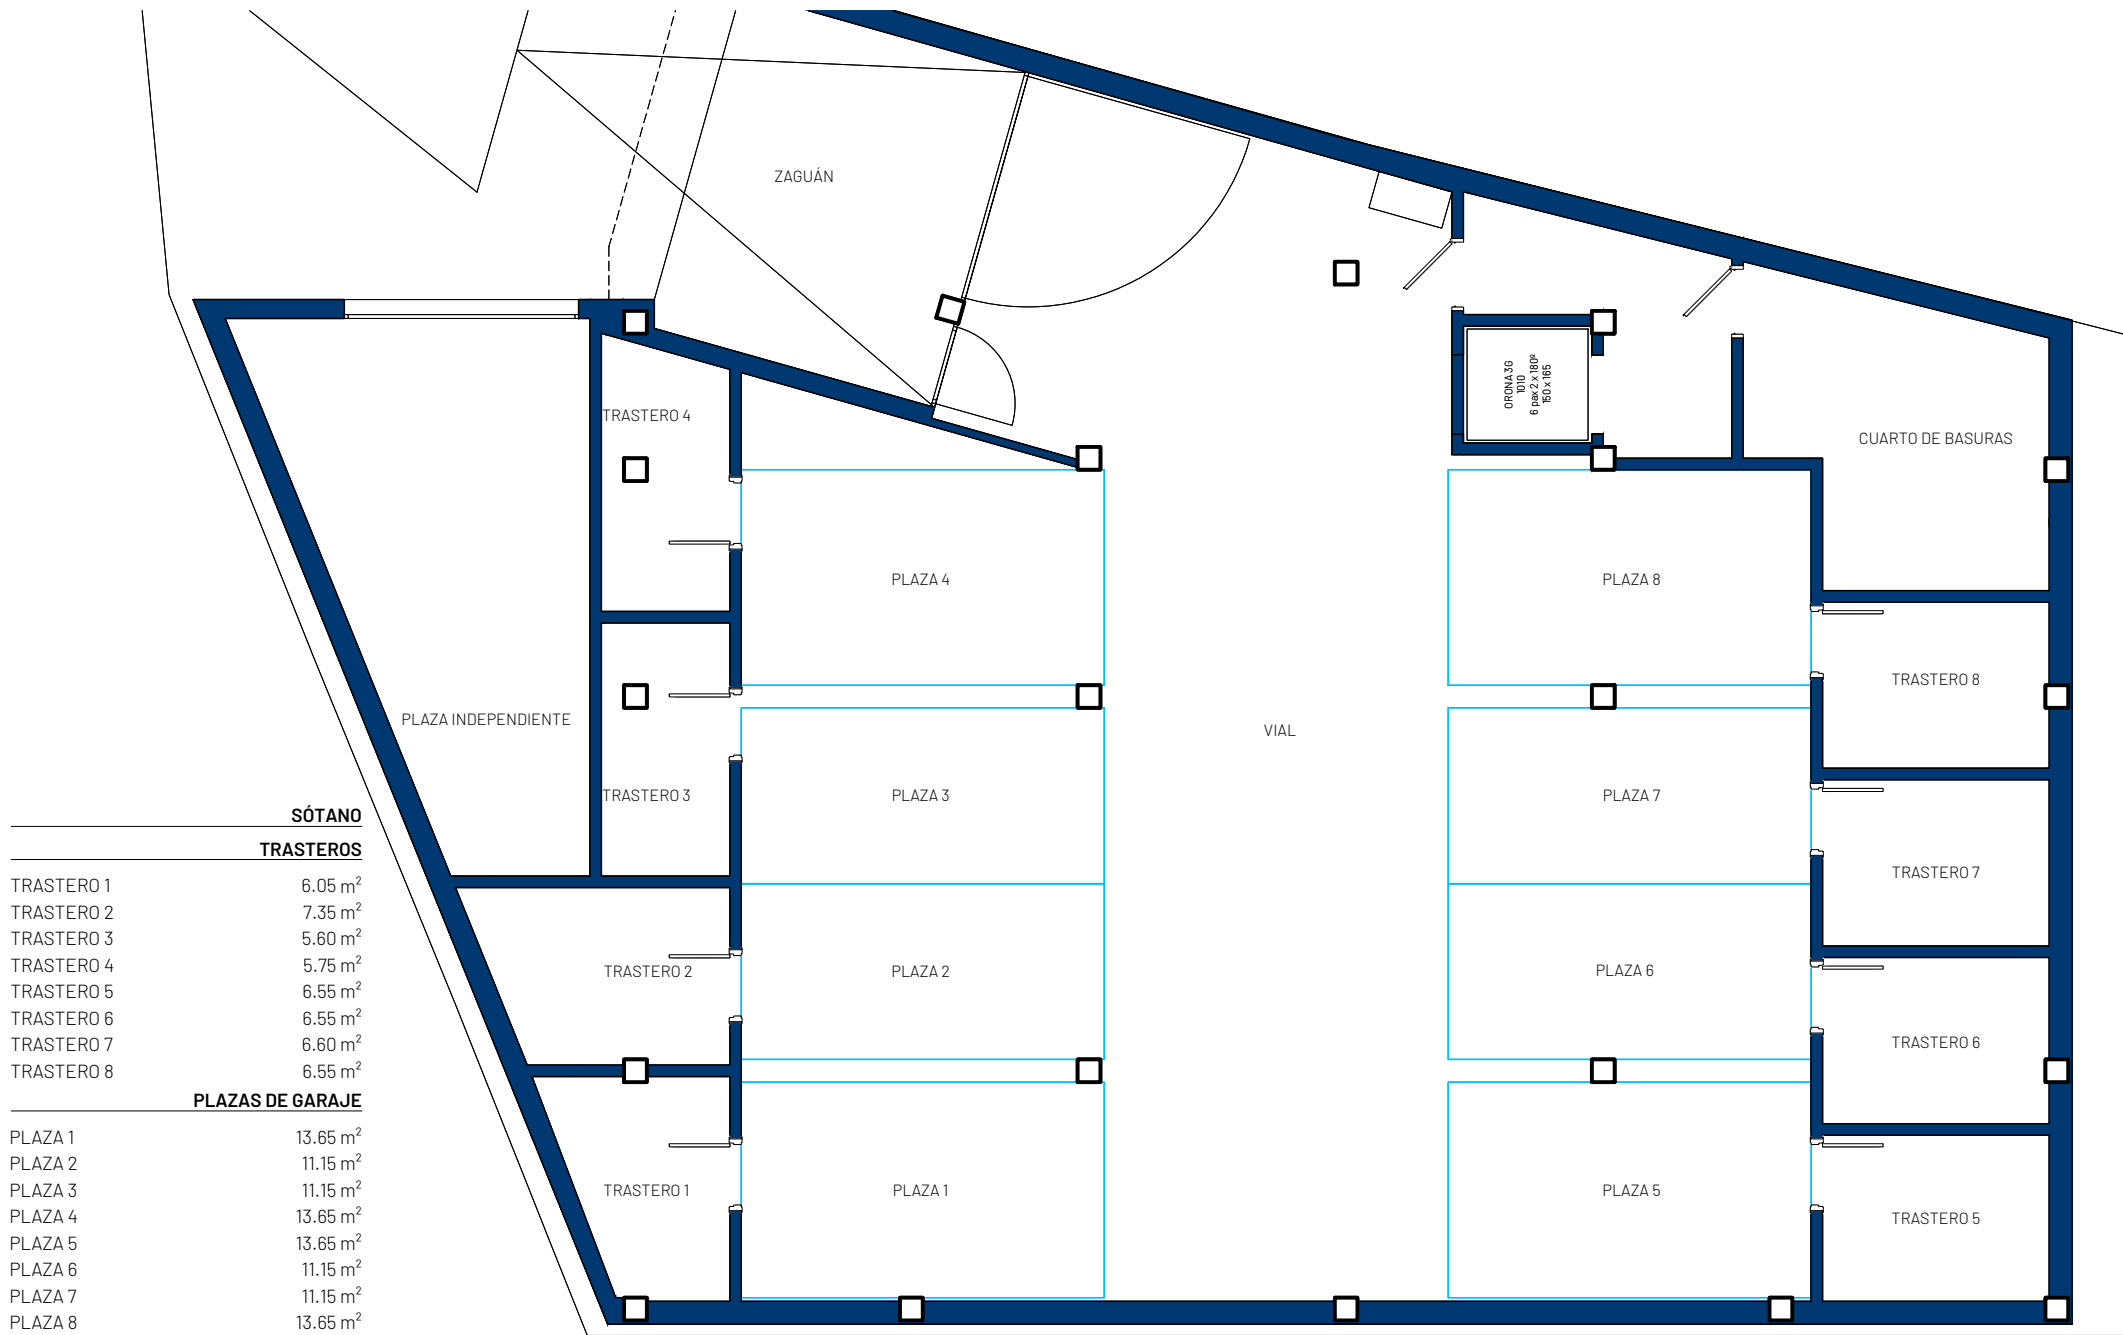 ZAGUÁN
ORONA 3G
1010
6 pax 2 x 180º
150 x 165
TRASTERO 4
CUARTO DE BASURAS
PLAZA 4
PLAZA 8
TRASTERO 8
PLAZA INDEPENDIENTE
VIAL
TRASTERO 3
PLAZA 3
PLAZA 7
TRASTERO 7
TRASTERO 2
PLAZA 2
PLAZA 6
TRASTERO 6
TRASTERO 1
PLAZA 1
PLAZA 5
TRASTERO 5
SÓTANO
TRASTEROS
TRASTERO 1 6.05 m²
TRASTERO 2 7.35 m²
TRASTERO 3 5.60 m²
TRASTERO 4 5.75 m²
TRASTERO 5 6.55 m²
TRASTERO 6 6.55 m²
TRASTERO 7 6.60 m²
TRASTERO 8 6.55 m²
PLAZAS DE GARAJE
PLAZA 1 13.65 m²
PLAZA 2 11.15 m²
PLAZA 3 11.15 m²
PLAZA 4 13.65 m²
PLAZA 5 13.65 m²
PLAZA 6 11.15 m²
PLAZA 7 11.15 m²
PLAZA 8 13.65 m²